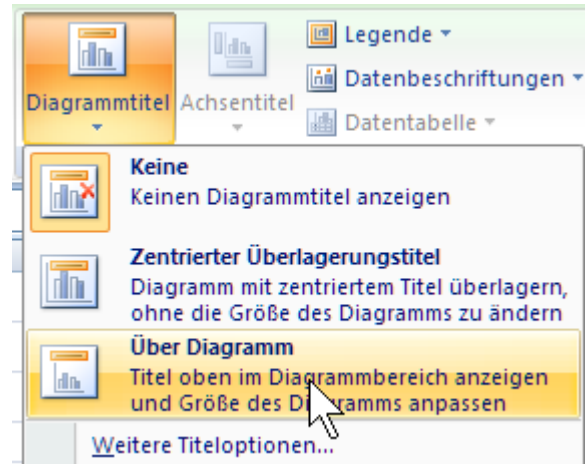 Diagrammtitel
Achsentitel
Legende
Datenbeschriftungen
Datentabelle
Keine
Keinen Diagrammtitel anzeigen
Zentrierter Überlagerungstitel
Diagramm mit zentriertem Titel überlagern,
ohne die Größe des Diagramms zu ändern
Über Diagramm
Titel oben im Diagrammbereich anzeigen
und Größe des Diagramms anpassen
Weitere Titeloptionen...